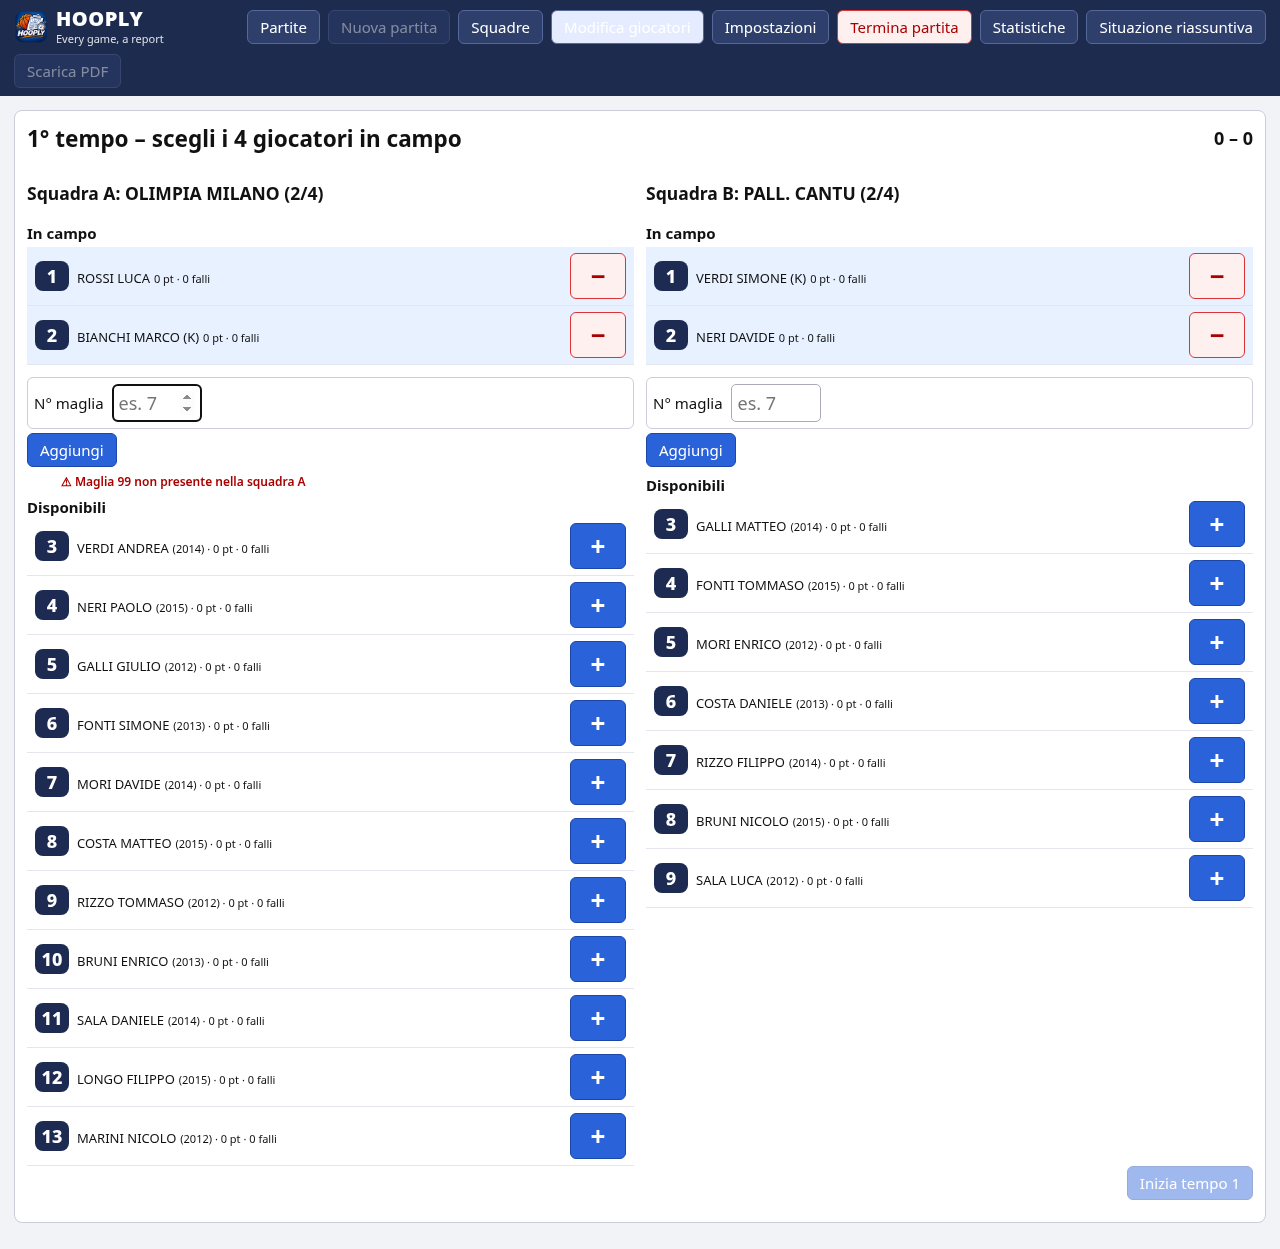 HOOPLY
HOOPLY
Every game, a report
Partite
Nuova partita
Squadre
Modifica giocatori
Impostazioni
Termina partita
Statistiche
Situazione riassuntiva
Scarica PDF
1° tempo – scegli i 4 giocatori in campo
0 – 0
Squadra A: OLIMPIA MILANO (2/4)
In campo
1 ROSSI LUCA 0 pt · 0 falli −
2 BIANCHI MARCO (K) 0 pt · 0 falli −
N° maglia es. 7
Aggiungi
⚠ Maglia 99 non presente nella squadra A
Disponibili
3 VERDI ANDREA (2014) · 0 pt · 0 falli +
4 NERI PAOLO (2015) · 0 pt · 0 falli +
5 GALLI GIULIO (2012) · 0 pt · 0 falli +
6 FONTI SIMONE (2013) · 0 pt · 0 falli +
7 MORI DAVIDE (2014) · 0 pt · 0 falli +
8 COSTA MATTEO (2015) · 0 pt · 0 falli +
9 RIZZO TOMMASO (2012) · 0 pt · 0 falli +
10 BRUNI ENRICO (2013) · 0 pt · 0 falli +
11 SALA DANIELE (2014) · 0 pt · 0 falli +
12 LONGO FILIPPO (2015) · 0 pt · 0 falli +
13 MARINI NICOLO (2012) · 0 pt · 0 falli +
Squadra B: PALL. CANTU (2/4)
In campo
1 VERDI SIMONE (K) 0 pt · 0 falli −
2 NERI DAVIDE 0 pt · 0 falli −
N° maglia es. 7
Aggiungi
Disponibili
3 GALLI MATTEO (2014) · 0 pt · 0 falli +
4 FONTI TOMMASO (2015) · 0 pt · 0 falli +
5 MORI ENRICO (2012) · 0 pt · 0 falli +
6 COSTA DANIELE (2013) · 0 pt · 0 falli +
7 RIZZO FILIPPO (2014) · 0 pt · 0 falli +
8 BRUNI NICOLO (2015) · 0 pt · 0 falli +
9 SALA LUCA (2012) · 0 pt · 0 falli +
Inizia tempo 1